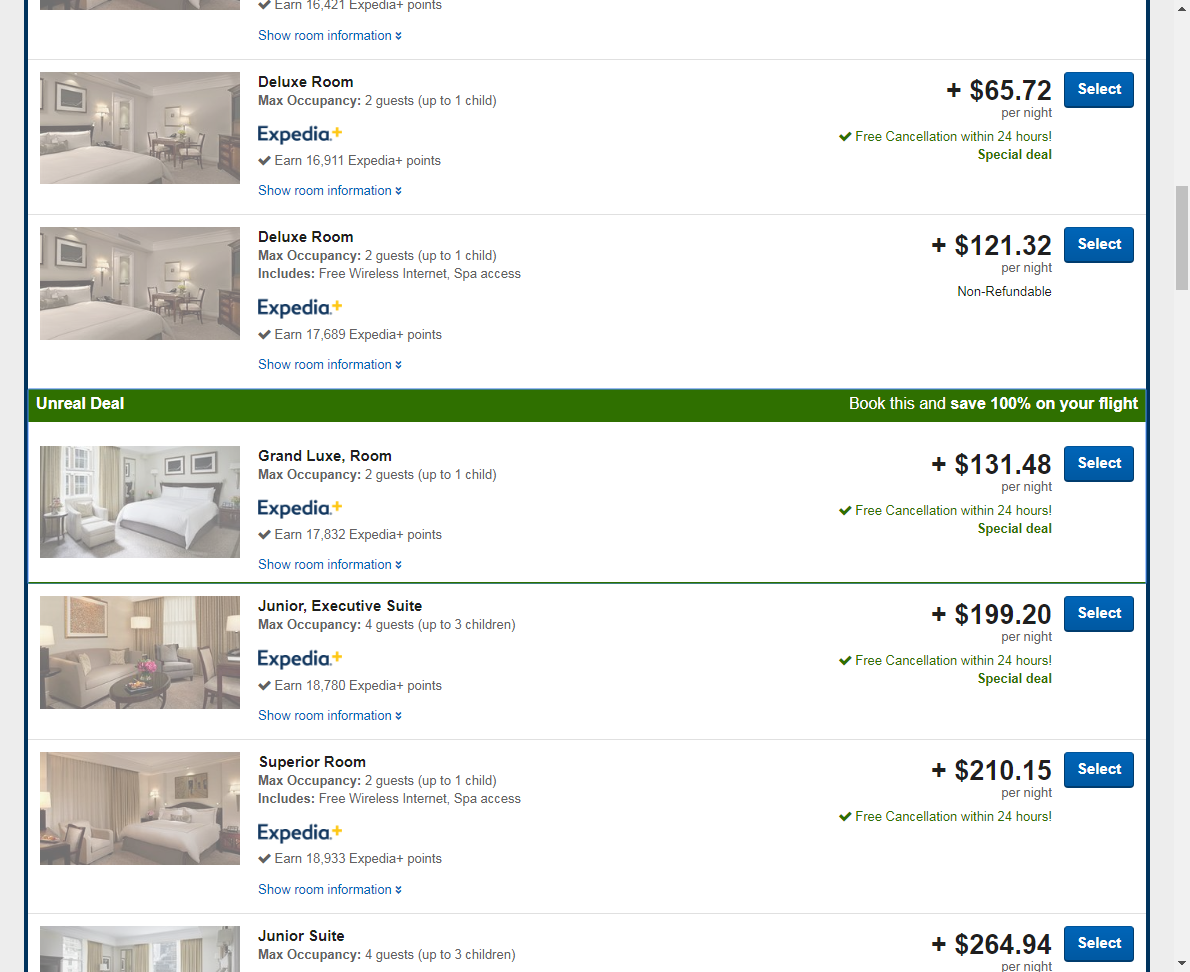 Earn 16,421 Expedia+ points
Show room information
Deluxe Room
+ $65.72
Select
Max Occupancy: 2 guests (up to 1 child)
per night
Expedia+
Free Cancellation within 24 hours!
Special deal
Earn 16,911 Expedia+ points
Show room information
Deluxe Room
+ $121.32
Select
Max Occupancy: 2 guests (up to 1 child)
per night
Includes: Free Wireless Internet, Spa access
Non-Refundable
Expedia+
Earn 17,689 Expedia+ points
Show room information
Unreal Deal
Book this and save 100% on your flight
Grand Luxe, Room
+ $131.48
Select
Max Occupancy: 2 guests (up to 1 child)
per night
Expedia+
Free Cancellation within 24 hours!
Special deal
Earn 17,832 Expedia+ points
Show room information
Junior, Executive Suite
+ $199.20
Select
Max Occupancy: 4 guests (up to 3 children)
per night
Expedia+
Free Cancellation within 24 hours!
Special deal
Earn 18,780 Expedia+ points
Show room information
Superior Room
+ $210.15
Select
Max Occupancy: 2 guests (up to 1 child)
per night
Includes: Free Wireless Internet, Spa access
Free Cancellation within 24 hours!
Expedia+
Earn 18,933 Expedia+ points
Show room information
Junior Suite
+ $264.94
Select
Max Occupancy: 4 guests (up to 3 children)
per night